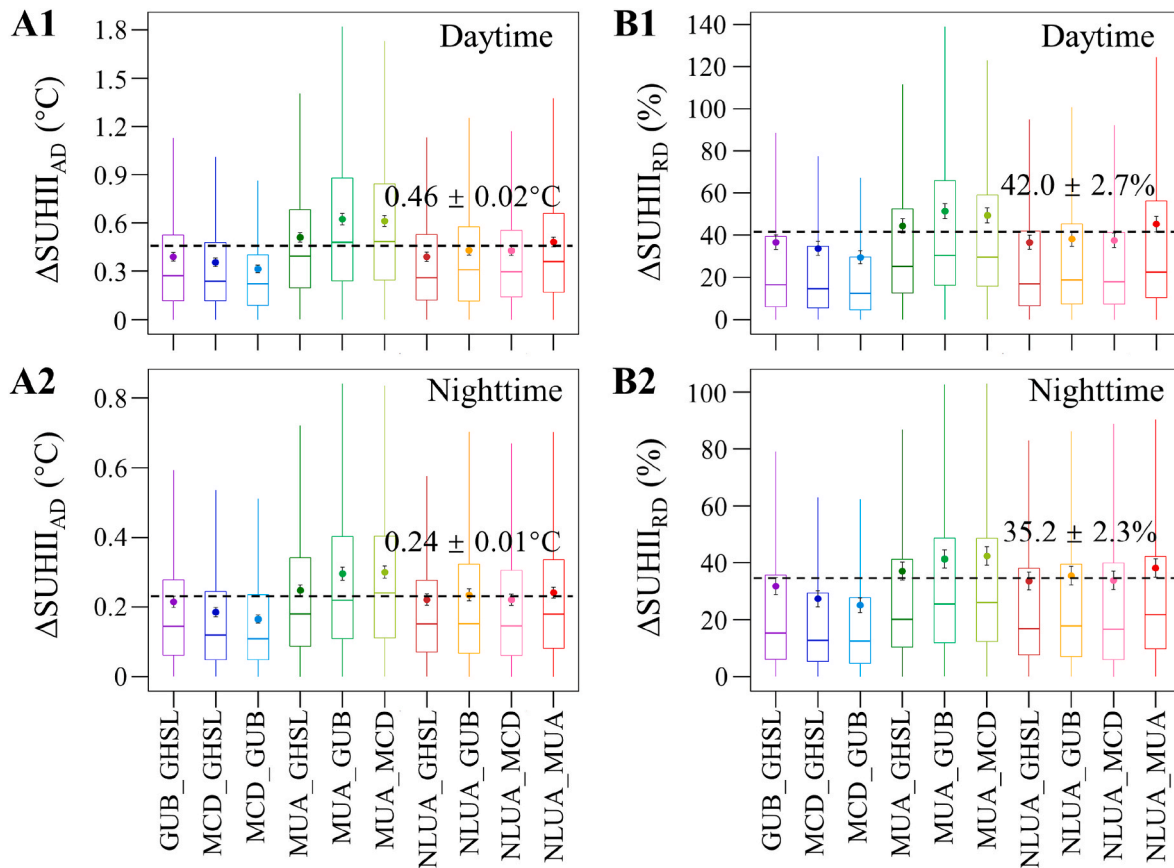 A1
Daytime
ΔSUHII_AD (°C)
1.8
1.5
1.2
0.9
0.6
0.3
0
0.46 ± 0.02°C
B1
Daytime
ΔSUHII_RD (%)
140
120
100
80
60
40
20
0
42.0 ± 2.7%
A2
Nighttime
ΔSUHII_AD (°C)
0.8
0.6
0.4
0.2
0
0.24 ± 0.01°C
GUB_GHSL
MCD_GHSL
MCD_GUB
MUA_GHSL
MUA_GUB
MUA_MCD
NLUA_GHSL
NLUA_GUB
NLUA_MCD
NLUA_MUA
B2
Nighttime
ΔSUHII_RD (%)
100
80
60
40
20
0
35.2 ± 2.3%
GUB_GHSL
MCD_GHSL
MCD_GUB
MUA_GHSL
MUA_GUB
MUA_MCD
NLUA_GHSL
NLUA_GUB
NLUA_MCD
NLUA_MUA